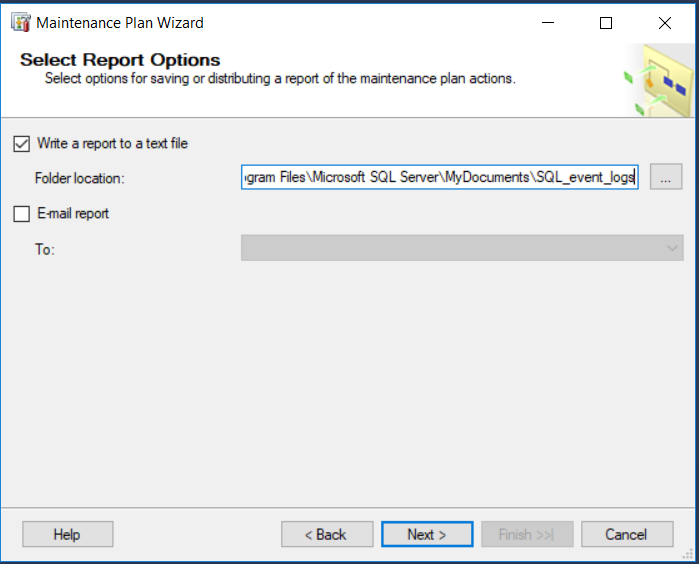 Maintenance Plan Wizard
Select Report Options
Select options for saving or distributing a report of the maintenance plan actions.
Write a report to a text file
Folder location:
gram Files\Microsoft SQL Server\MyDocuments\SQL_event_logs
...
E-mail report
To:
Help
< Back
Next >
Finish >>|
Cancel